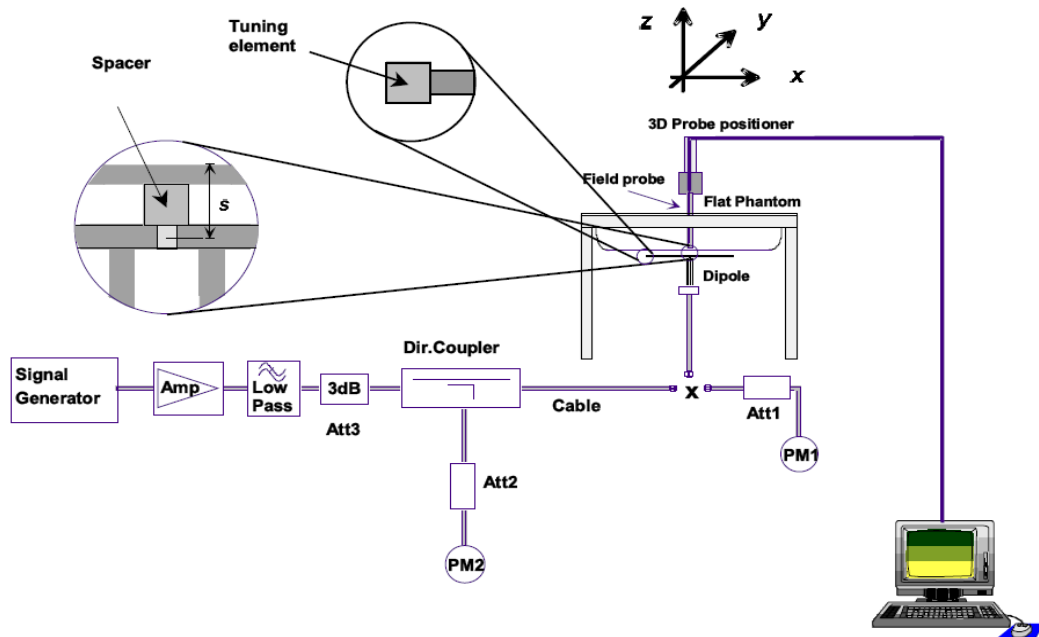 Tuning
element
z
y
x
Spacer
3D Probe positioner
s
Field probe
Flat Phantom
Dipole
Dir.Coupler
Signal
Generator
Amp
Low
Pass
3dB
Att3
Cable
x
Att1
PM1
Att2
PM2